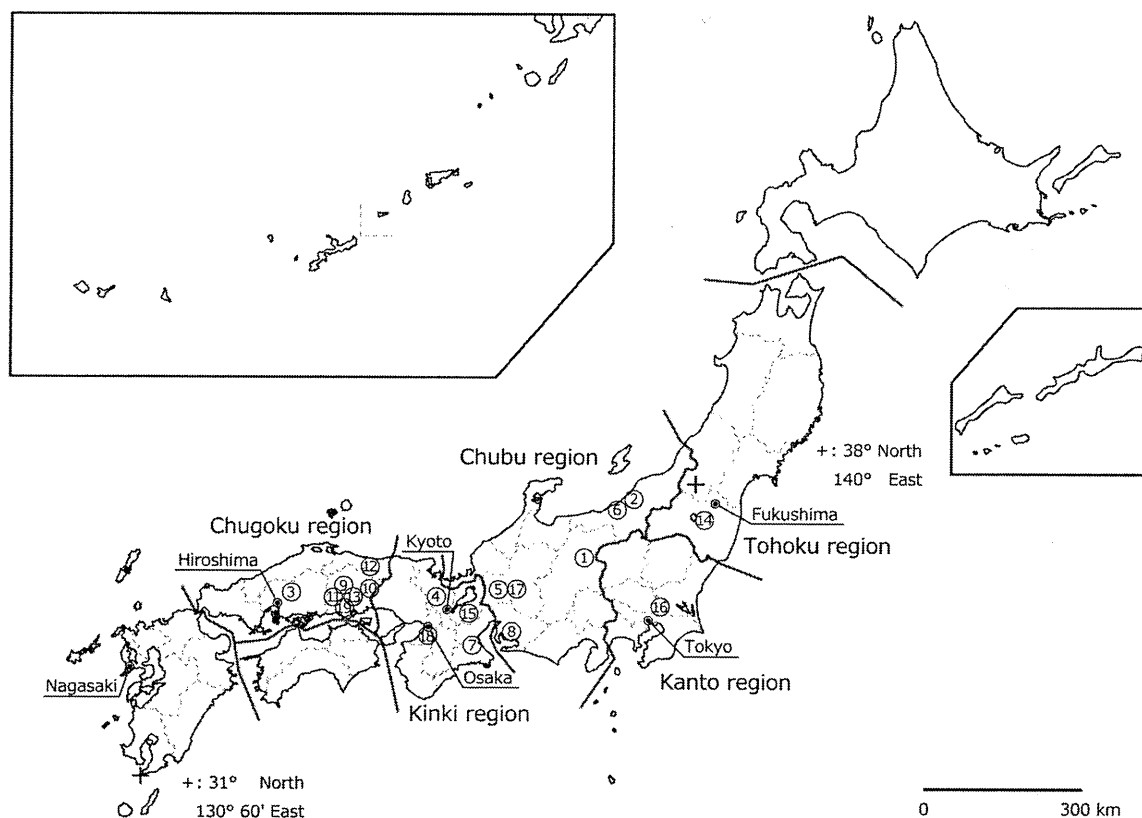 +: 38° North
140° East
Chubu region
② 
⑥
Fukushima
⑭
Tohoku region
Chugoku region
Kyoto
Hiroshima
①
⑫
③
⑨
⑩
④
⑤
⑰
⑪
⑬
⑯
⑮
⑧
⑱
⑦
Tokyo
Nagasaki
Osaka
Kanto region
Kinki region
+: 31° North
130° 60' East
0
300 km